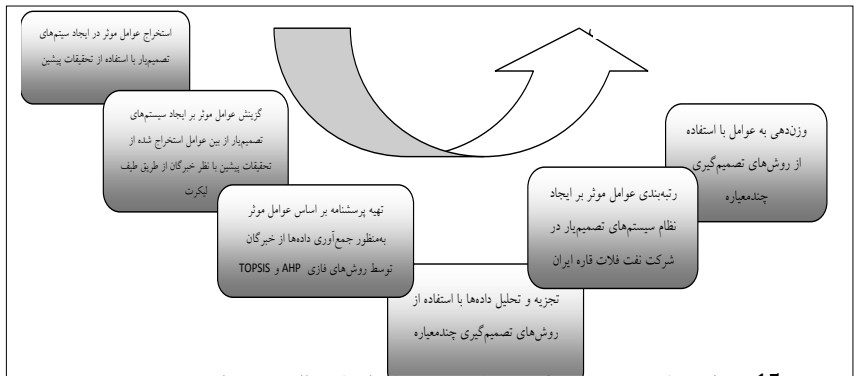 استخراج عوامل موثر در ایجاد سیتم‌های
تصمیم‌یار با استفاده از تحقیقات پیشین
گزینش عوامل موثر بر ایجاد سیستم‌های
تصمیم‌یار از بین عوامل استخراج شده از
تحقیقات پیشین با نظر خبرگان از طریق طیف
لیکرت
تهیه پرسشنامه بر اساس عوامل موثر
به‌منظور جمع‌آوری داده‌ها از خبرگان
توسط روش‌های فازی AHP و TOPSIS
تجزیه و تحلیل داده‌ها با استفاده از
روش‌های تصمیم‌گیری چندمعیاره
رتبه‌بندی عوامل موثر بر ایجاد
نظام سیستم‌های تصمیم‌یار در
شرکت نفت فلات قاره ایران
وزن‌دهی به عوامل با استفاده
از روش‌های تصمیم‌گیری
چندمعیاره